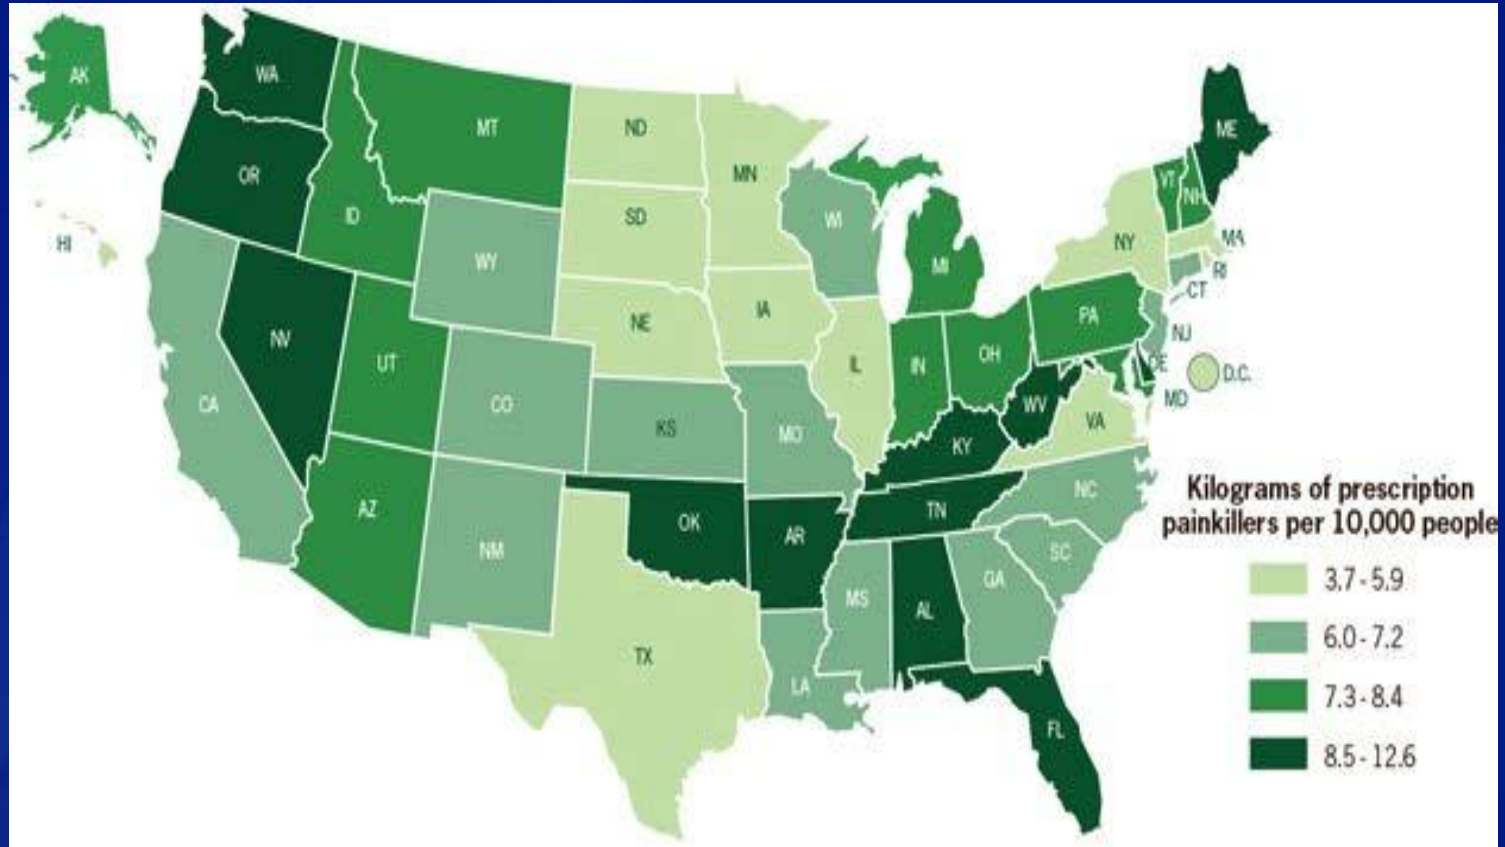 WA
AK
MT
ND
ME
OR
MN
VT
NH
ID
SD
WI
NY
MA
HI
WY
MI
RI
CT
NE
IA
PA
NV
NJ
UT
IL
IN
OH
DE
D.C.
CA
CO
MD
WV
KS
MO
VA
KY
Kilograms of prescription
painkillers per 10,000 people
AZ
NC
TN
OK
AR
NM
SC
GA
3.7 - 5.9
MS
AL
6.0 - 7.2
TX
LA
7.3 - 8.4
FL
8.5 - 12.6